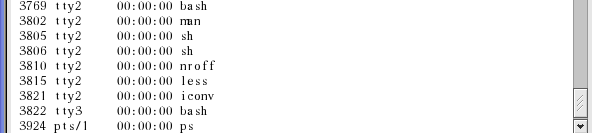 3769 tty2 00:00:00 bash
3802 tty2 00:00:00 man
3805 tty2 00:00:00 sh
3806 tty2 00:00:00 sh
3810 tty2 00:00:00 nroff
3815 tty2 00:00:00 less
3821 tty2 00:00:00 iconv
3822 tty3 00:00:00 bash
3924 pts/1 00:00:00 ps